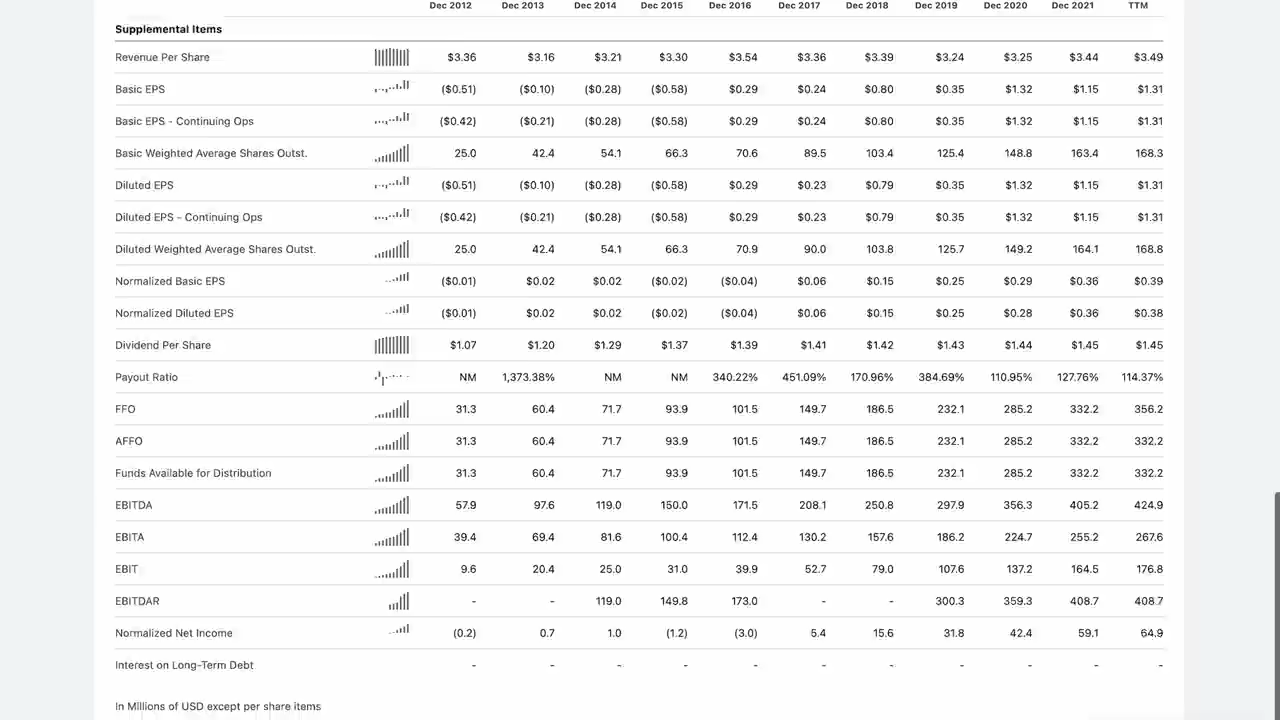 Dec 2012 Dec 2013 Dec 2014 Dec 2015 Dec 2016 Dec 2017 Dec 2018 Dec 2019 Dec 2020 Dec 2021 TTM
Supplemental Items
Revenue Per Share $3.36 $3.16 $3.21 $3.30 $3.54 $3.36 $3.39 $3.24 $3.25 $3.44 $3.49
Basic EPS ($0.51) ($0.10) ($0.28) ($0.58) $0.29 $0.24 $0.80 $0.35 $1.32 $1.15 $1.31
Basic EPS - Continuing Ops ($0.42) ($0.21) ($0.28) ($0.58) $0.29 $0.24 $0.80 $0.35 $1.32 $1.15 $1.31
Basic Weighted Average Shares Outst. 25.0 42.4 54.1 66.3 70.6 89.5 103.4 125.4 148.8 163.4 168.3
Diluted EPS ($0.51) ($0.10) ($0.28) ($0.58) $0.29 $0.23 $0.79 $0.35 $1.32 $1.15 $1.31
Diluted EPS - Continuing Ops ($0.42) ($0.21) ($0.28) ($0.58) $0.29 $0.23 $0.79 $0.35 $1.32 $1.15 $1.31
Diluted Weighted Average Shares Outst. 25.0 42.4 54.1 66.3 70.9 90.0 103.8 125.7 149.2 164.1 168.8
Normalized Basic EPS ($0.01) $0.02 $0.02 ($0.02) ($0.04) $0.06 $0.15 $0.25 $0.29 $0.36 $0.39
Normalized Diluted EPS ($0.01) $0.02 $0.02 ($0.02) ($0.04) $0.06 $0.15 $0.25 $0.28 $0.36 $0.38
Dividend Per Share $1.07 $1.20 $1.29 $1.37 $1.39 $1.41 $1.42 $1.43 $1.44 $1.45 $1.45
Payout Ratio NM 1,373.38% NM NM 340.22% 451.09% 170.96% 384.69% 110.95% 127.76% 114.37%
FFO 31.3 60.4 71.7 93.9 101.5 149.7 186.5 232.1 285.2 332.2 356.2
AFFO 31.3 60.4 71.7 93.9 101.5 149.7 186.5 232.1 285.2 332.2 332.2
Funds Available for Distribution 31.3 60.4 71.7 93.9 101.5 149.7 186.5 232.1 285.2 332.2 332.2
EBITDA 57.9 97.6 119.0 150.0 171.5 208.1 250.8 297.9 356.3 405.2 424.9
EBITA 39.4 69.4 81.6 100.4 112.4 130.2 157.6 186.2 224.7 255.2 267.6
EBIT 9.6 20.4 25.0 31.0 39.9 52.7 79.0 107.6 137.2 164.5 176.8
EBITDAR - - 119.0 149.8 173.0 - - 300.3 359.3 408.7 408.7
Normalized Net Income (0.2) 0.7 1.0 (1.2) (3.0) 5.4 15.6 31.8 42.4 59.1 64.9
Interest on Long-Term Debt - - - - - - - - - - -
In Millions of USD except per share items